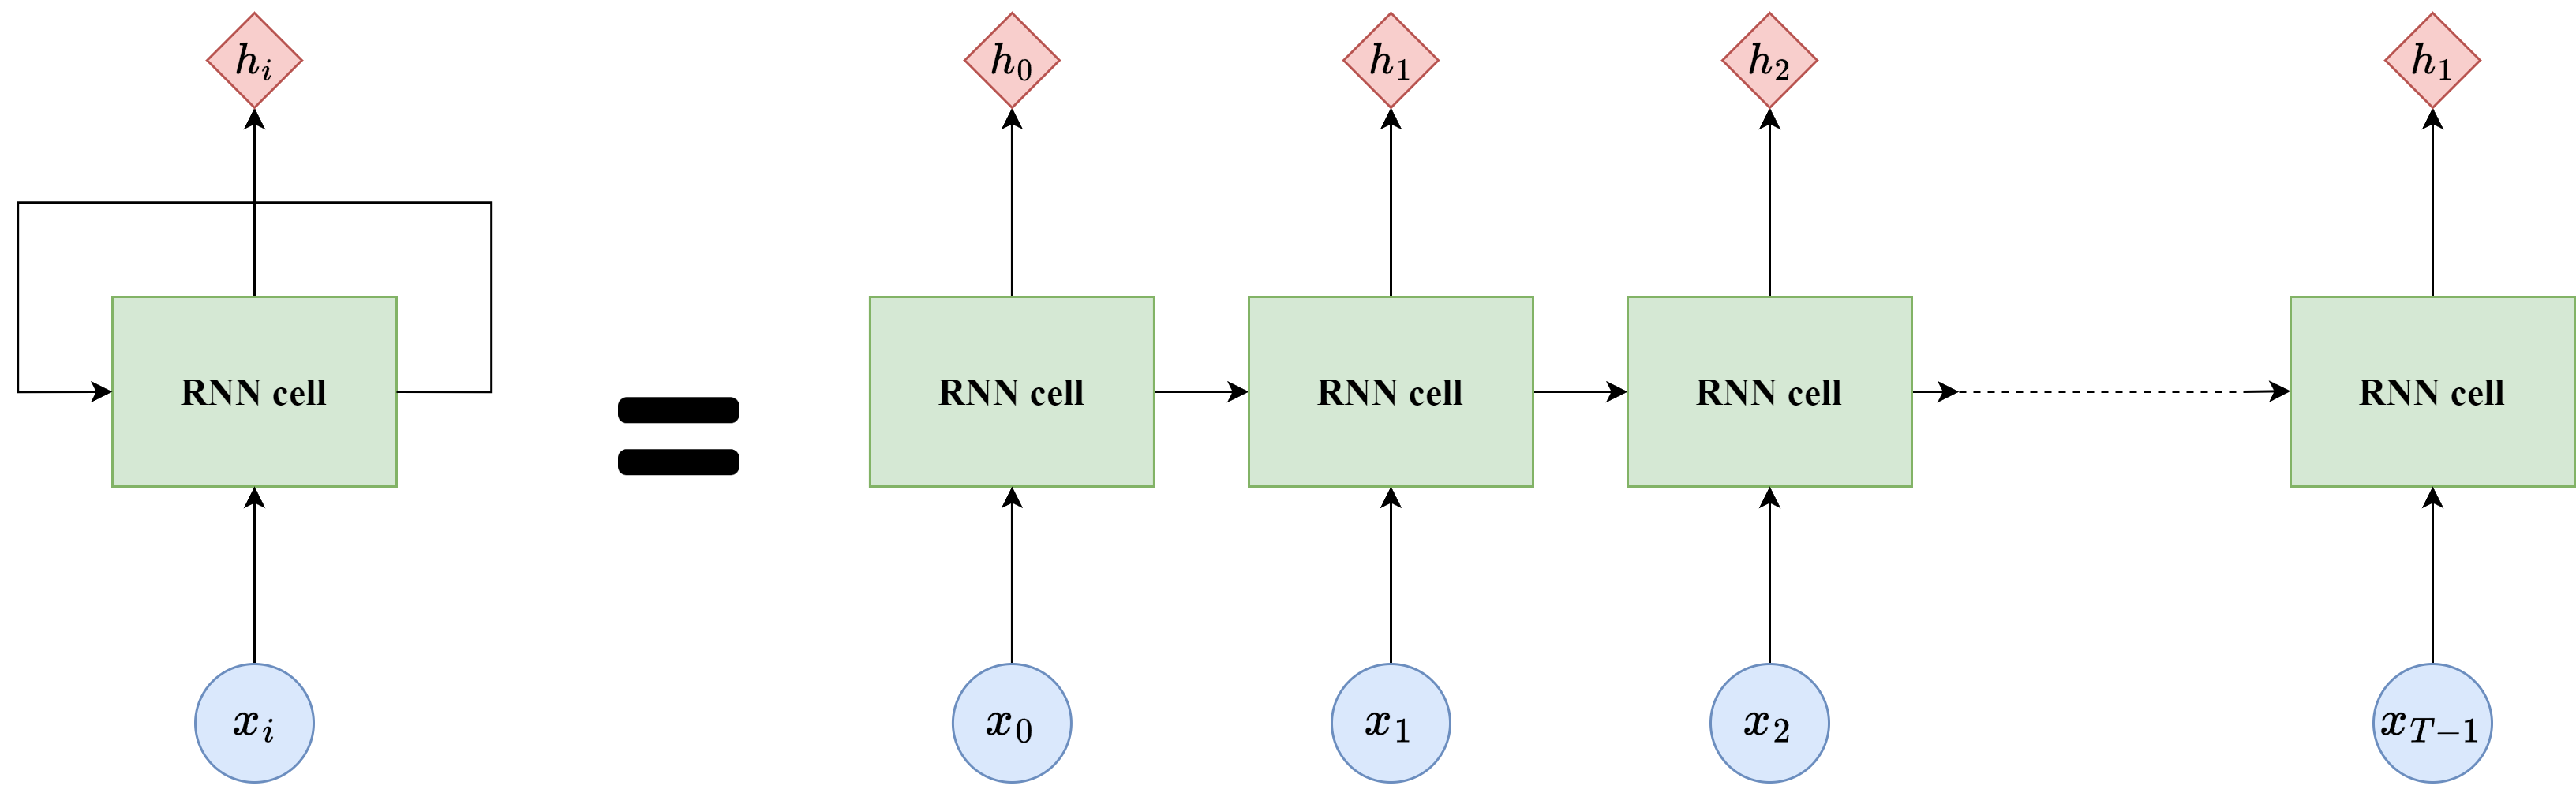 h_i h_0 h_1 h_2 h_1
RNN cell RNN cell RNN cell RNN cell RNN cell
x_i x_0 x_1 x_2 x_{T-1}